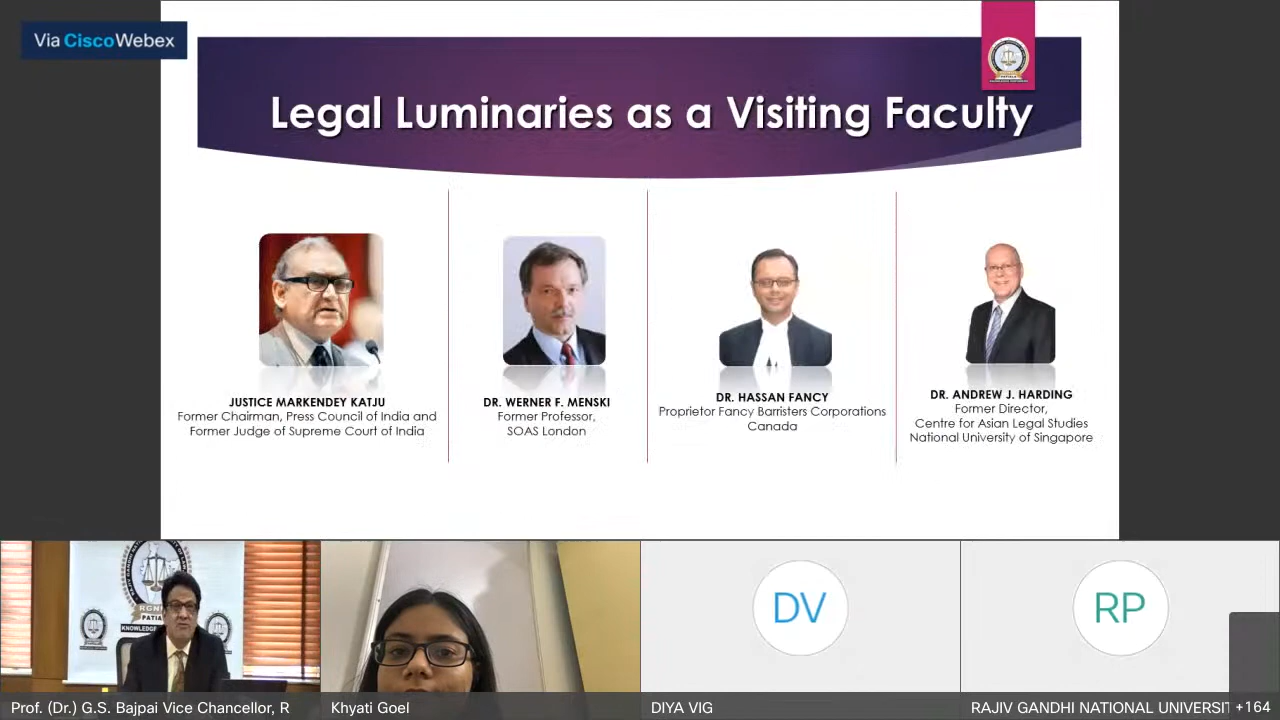 Via CiscoWebex
Legal Luminaries as a Visiting Faculty
JUSTICE MARKENDEY KATJU
Former Chairman, Press Council of India and
Former Judge of Supreme Court of India
DR. WERNER F. MENSKI
Former Professor,
SOAS London
DR. HASSAN FANCY
Proprietor Fancy Barristers Corporations
Canada
DR. ANDREW J. HARDING
Former Director,
Centre for Asian Legal Studies
National University of Singapore
RGN
PATIA
KNOWLEDGE
Prof. (Dr.) G.S. Bajpai Vice Chancellor, R
Khyati Goel
DV
DIYA VIG
RP
RAJIV GANDHI NATIONAL UNIVERSIT
+164